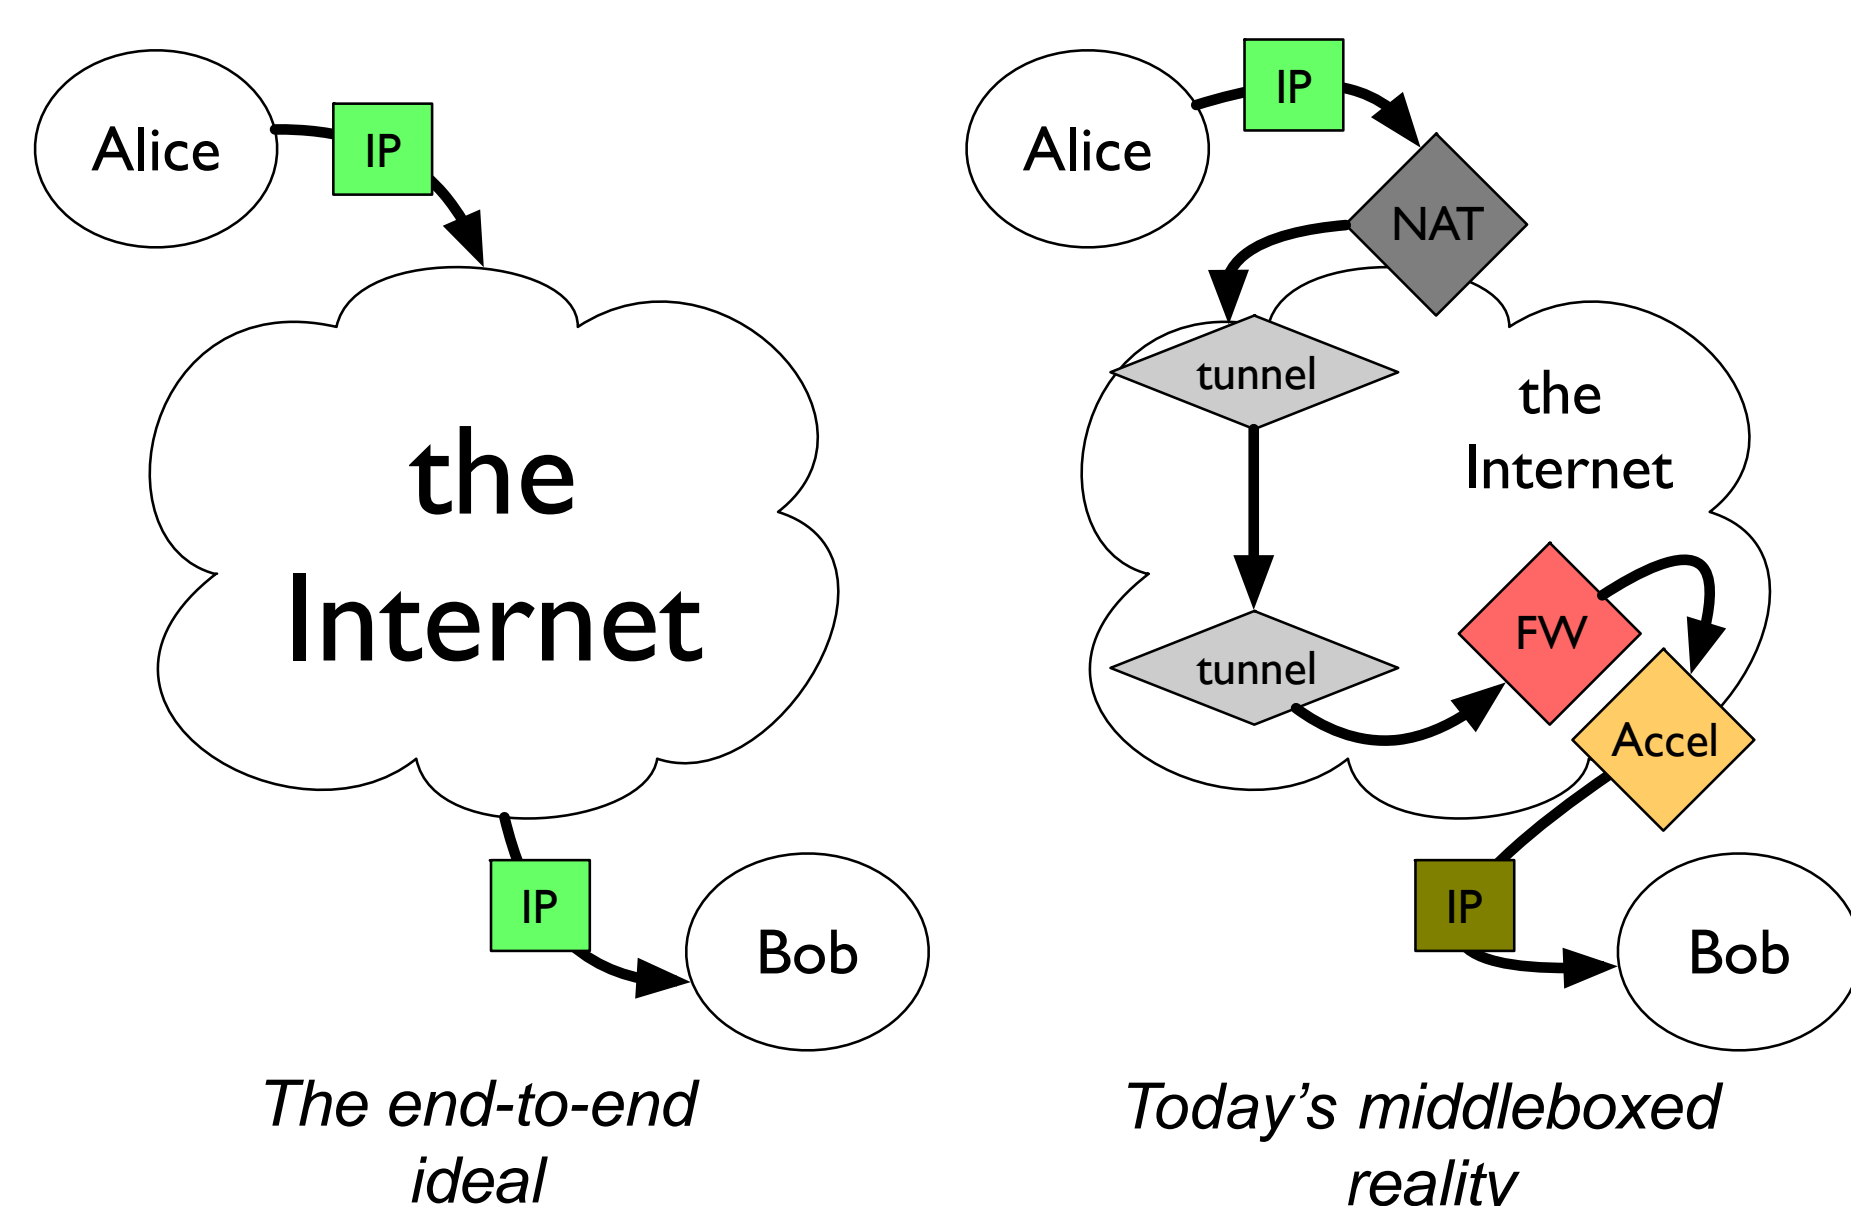 Alice
IP
the
Internet
IP
Bob
The end-to-end
ideal
Alice
IP
NAT
tunnel
the
Internet
tunnel
FW
Accel
IP
Bob
Today’s middleboxed
reality